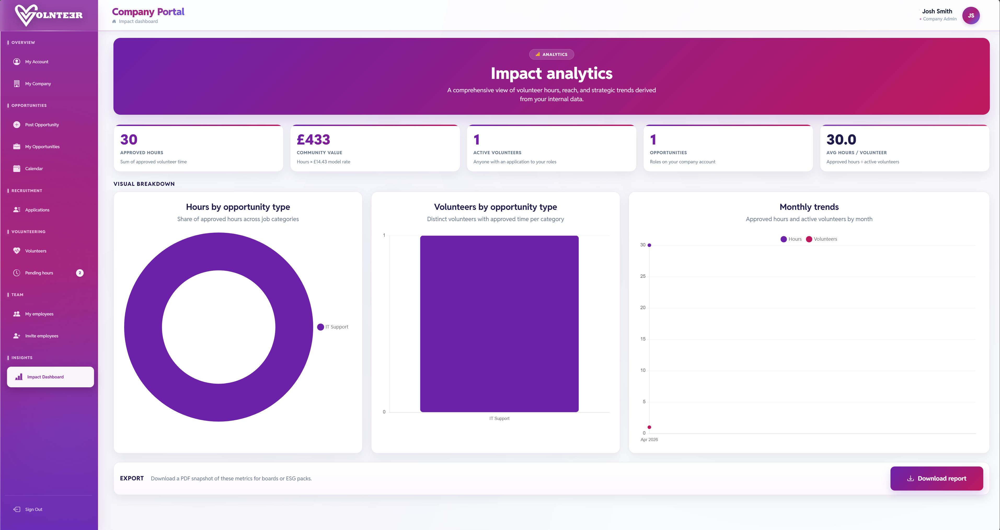 VOLNTEER
OVERVIEW
My Account
My Company
OPPORTUNITIES
Post Opportunity
My Opportunities
Calendar
RECRUITMENT
Applications
VOLUNTEERING
Volunteers
Pending hours 2
TEAM
My employees
Invite employees
INSIGHTS
Impact Dashboard
Sign Out
Company Portal
Impact dashboard
Josh Smith
Company Admin
JS
ANALYTICS
Impact analytics
A comprehensive view of volunteer hours, reach, and strategic trends derived
from your internal data.
30
APPROVED HOURS
Sum of approved volunteer time
£433
COMMUNITY VALUE
Hours × £14.43 model rate
1
ACTIVE VOLUNTEERS
Anyone with an application to your roles
1
OPPORTUNITIES
Roles on your company account
30.0
AVG HOURS / VOLUNTEER
Approved hours ÷ active volunteers
VISUAL BREAKDOWN
Hours by opportunity type
Share of approved hours across job categories
IT Support
Volunteers by opportunity type
Distinct volunteers with approved time per category
1
0
IT Support
Monthly trends
Approved hours and active volunteers by month
Hours Volunteers
30
25
20
15
10
5
0
Apr 2026
EXPORT Download a PDF snapshot of these metrics for boards or ESG packs.
Download report